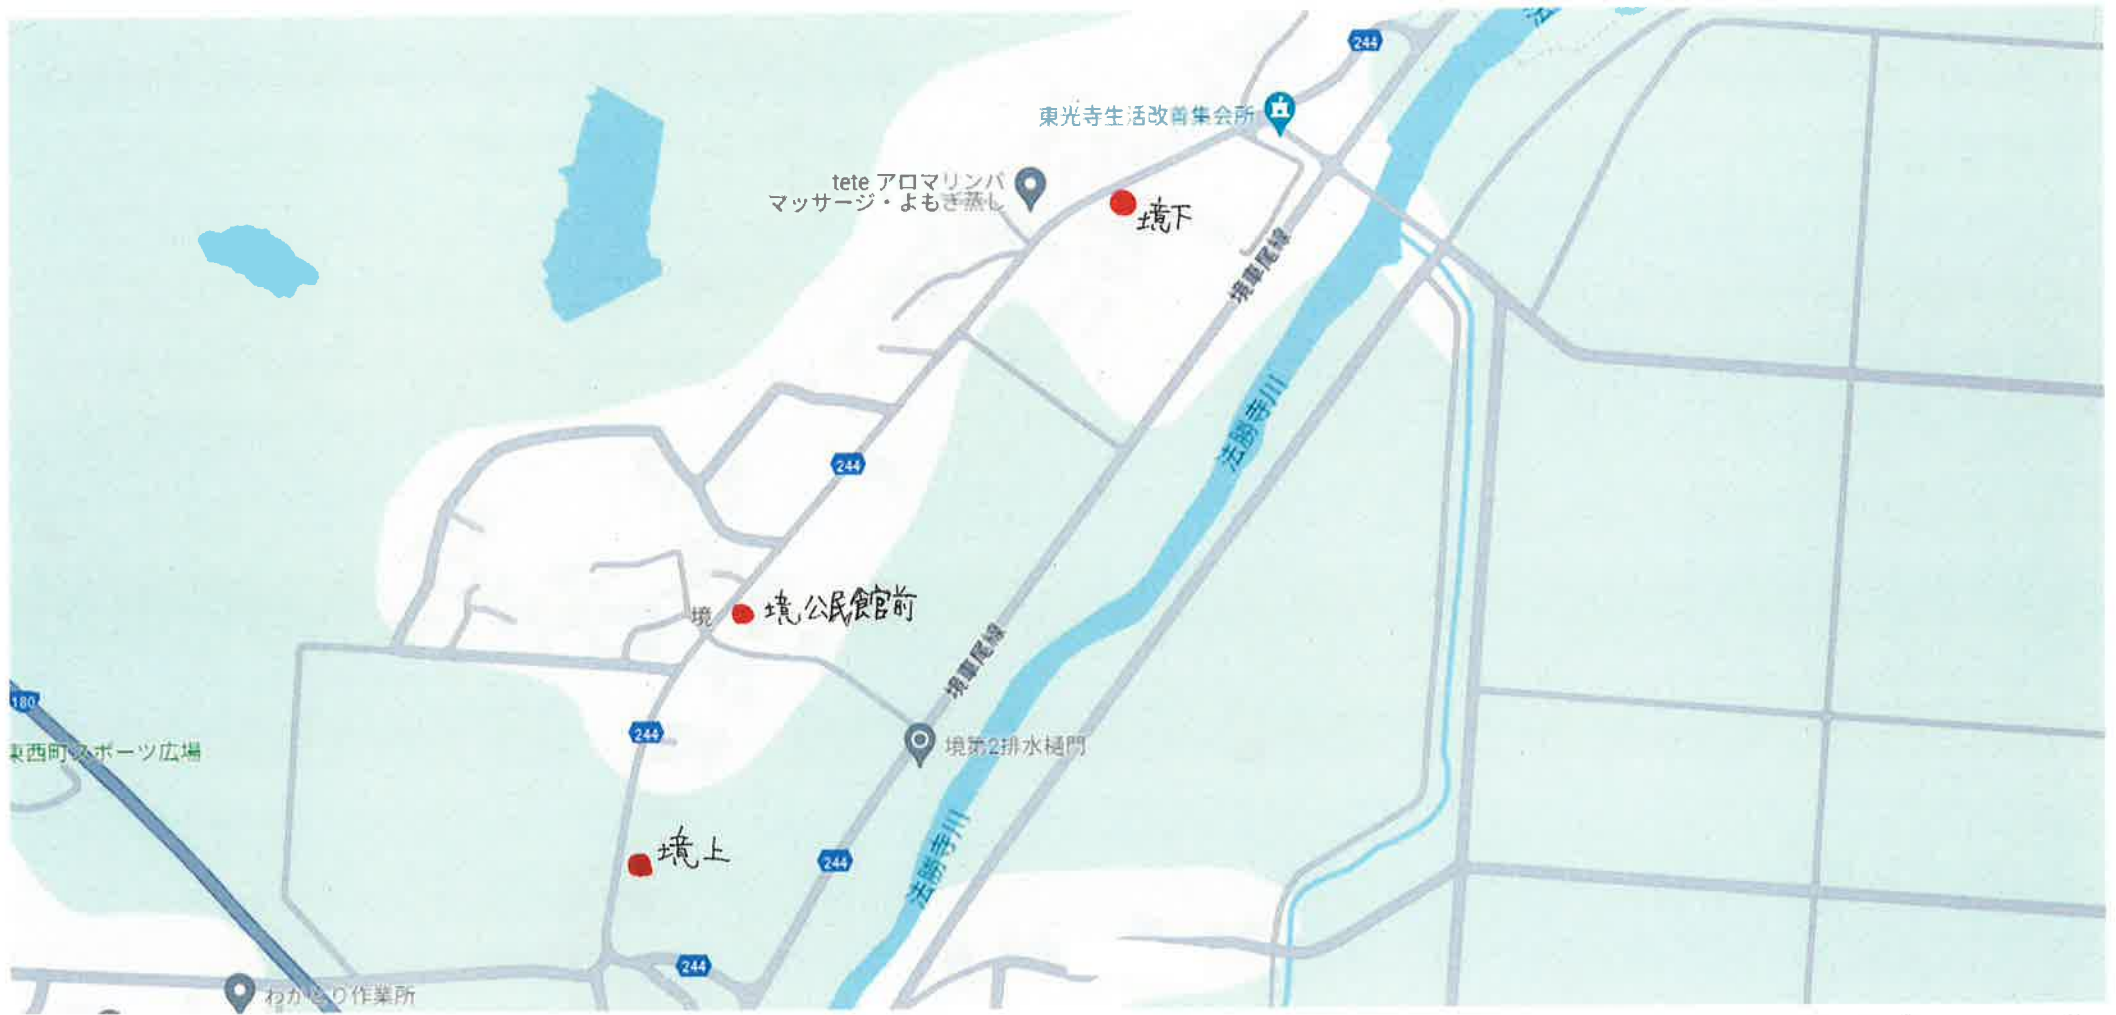 法
244
東光寺生活改善集会所
tete アロマリンパ
マッサージ・よもぎ蒸し
境下
境車尾線
法勝寺川
244
境
境公民館前
境車尾線
180
244
東西町スポーツ広場
境第2排水樋門
境上
244
法勝寺川
244
わかとり作業所